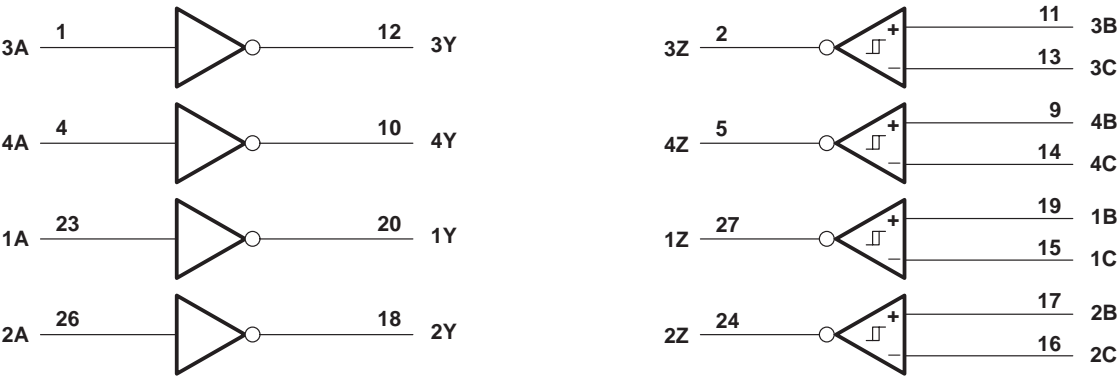 3A 1 12 3Y
4A 4 10 4Y
1A 23 20 1Y
2A 26 18 2Y
3Z 2 + 11 3B
− 13 3C
4Z 5 + 9 4B
− 14 4C
1Z 27 + 19 1B
− 15 1C
2Z 24 + 17 2B
− 16 2C